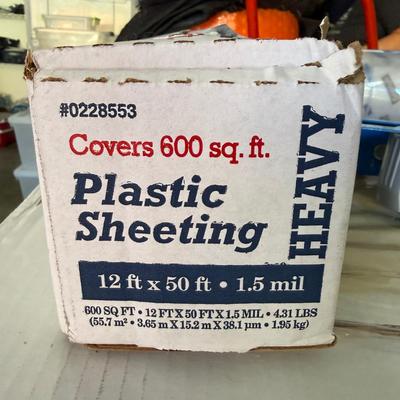 #0228553
Covers 600 sq. ft.
Plastic
Sheeting
HEAVY
12 ft x 50 ft • 1.5 mil
600 SQ FT • 12 FT X 50 FT X 1.5 MIL • 4.31 LBS
(55.7 m² • 3.65 m X 15.2 m X 38.1 µm • 1.95 kg)